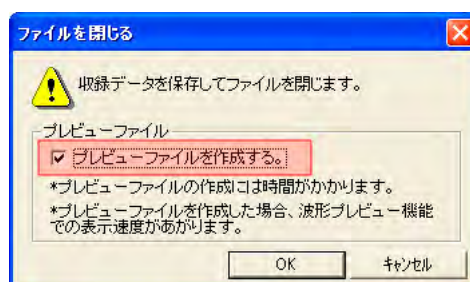 ファイルを閉じる
収録データを保存してファイルを閉じます。
プレビューファイル
プレビューファイルを作成する。
*プレビューファイルの作成には時間がかかります。
*プレビューファイルを作成した場合、波形プレビュー機能
での表示速度があがります。
OK
キャンセル